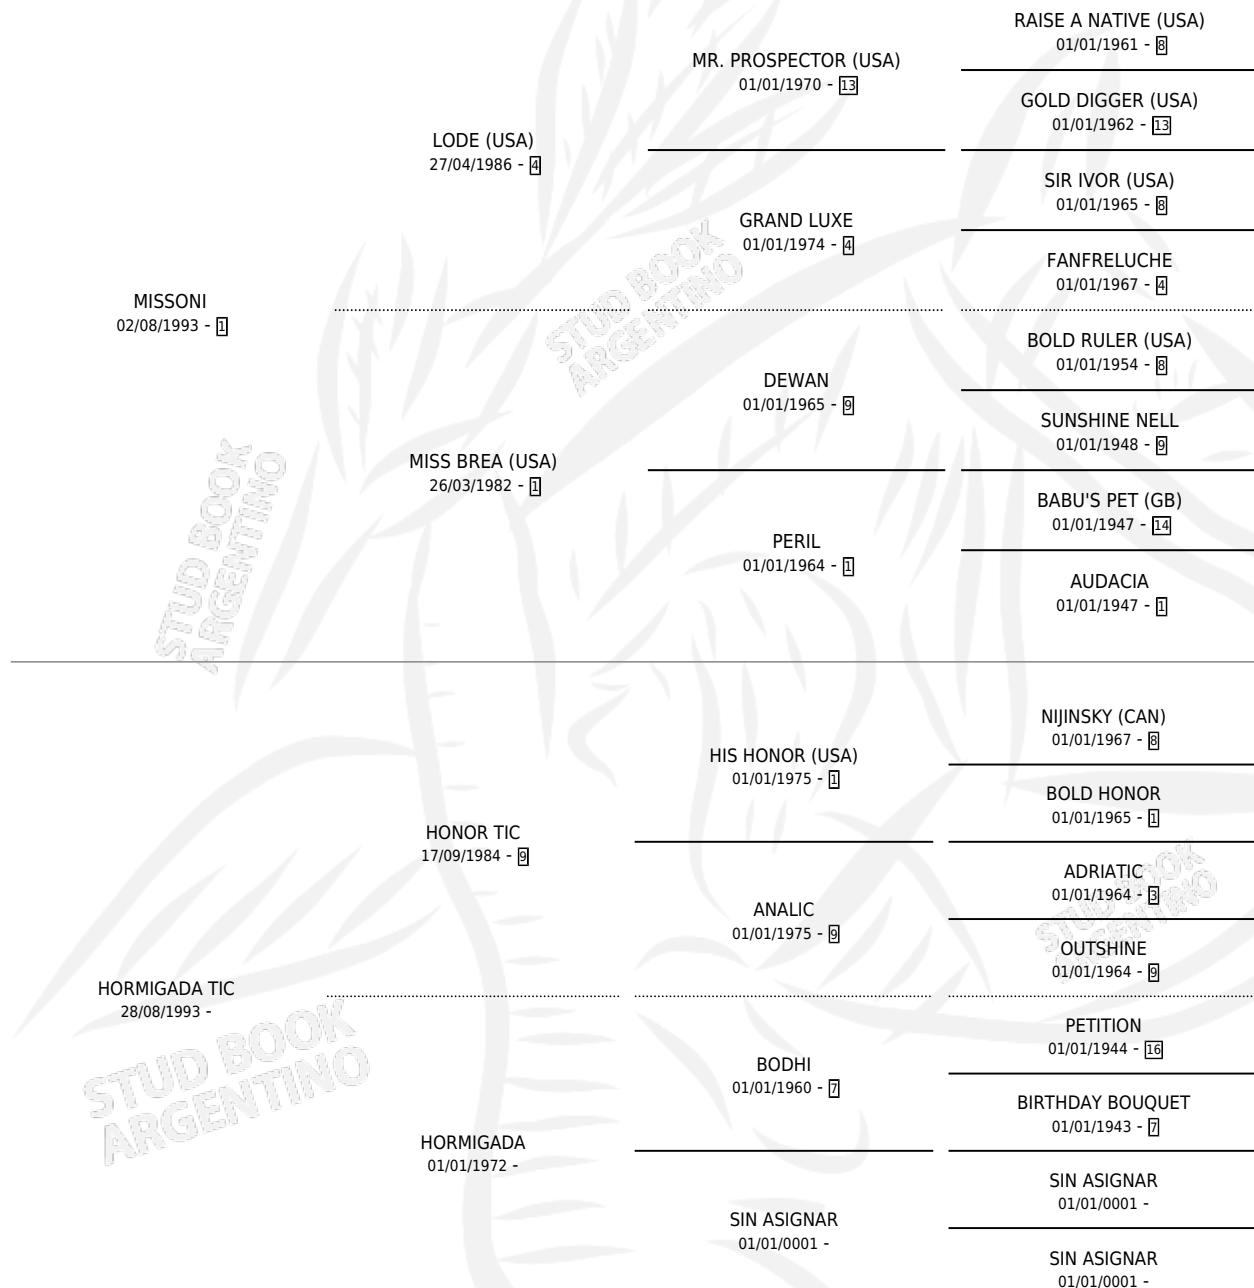 RAISE A NATIVE (USA)
01/01/1961 - 8
MR. PROSPECTOR (USA)
01/01/1970 - 13
GOLD DIGGER (USA)
01/01/1962 - 13
LODE (USA)
27/04/1986 - 4
SIR IVOR (USA)
01/01/1965 - 8
GRAND LUXE
01/01/1974 - 4
FANFRELUCHE
01/01/1967 - 4
MISSONI
02/08/1993 - 1
STUD BOOK
ARGENTINO
BOLD RULER (USA)
01/01/1954 - 8
DEWAN
01/01/1965 - 9
SUNSHINE NELL
01/01/1948 - 9
MISS BREA (USA)
26/03/1982 - 1
BABU'S PET (GB)
01/01/1947 - 14
PERIL
01/01/1964 - 1
AUDACIA
01/01/1947 - 1
STUD BOOK
ARGENTINO
NIJINSKY (CAN)
01/01/1967 - 8
HIS HONOR (USA)
01/01/1975 - 1
BOLD HONOR
01/01/1965 - 1
HONOR TIC
17/09/1984 - 9
ADRIATIC
01/01/1964 - 3
ANALIC
01/01/1975 - 9
OUTSHINE
01/01/1964 - 9
STUD BOOK
ARGENTINO
HORMIGADA TIC
28/08/1993 -
STUD BOOK
ARGENTINO
PETITION
01/01/1944 - 16
BODHI
01/01/1960 - 7
BIRTHDAY BOUQUET
01/01/1943 - 7
HORMIGADA
01/01/1972 -
SIN ASIGNAR
01/01/0001 -
SIN ASIGNAR
01/01/0001 -
SIN ASIGNAR
01/01/0001 -